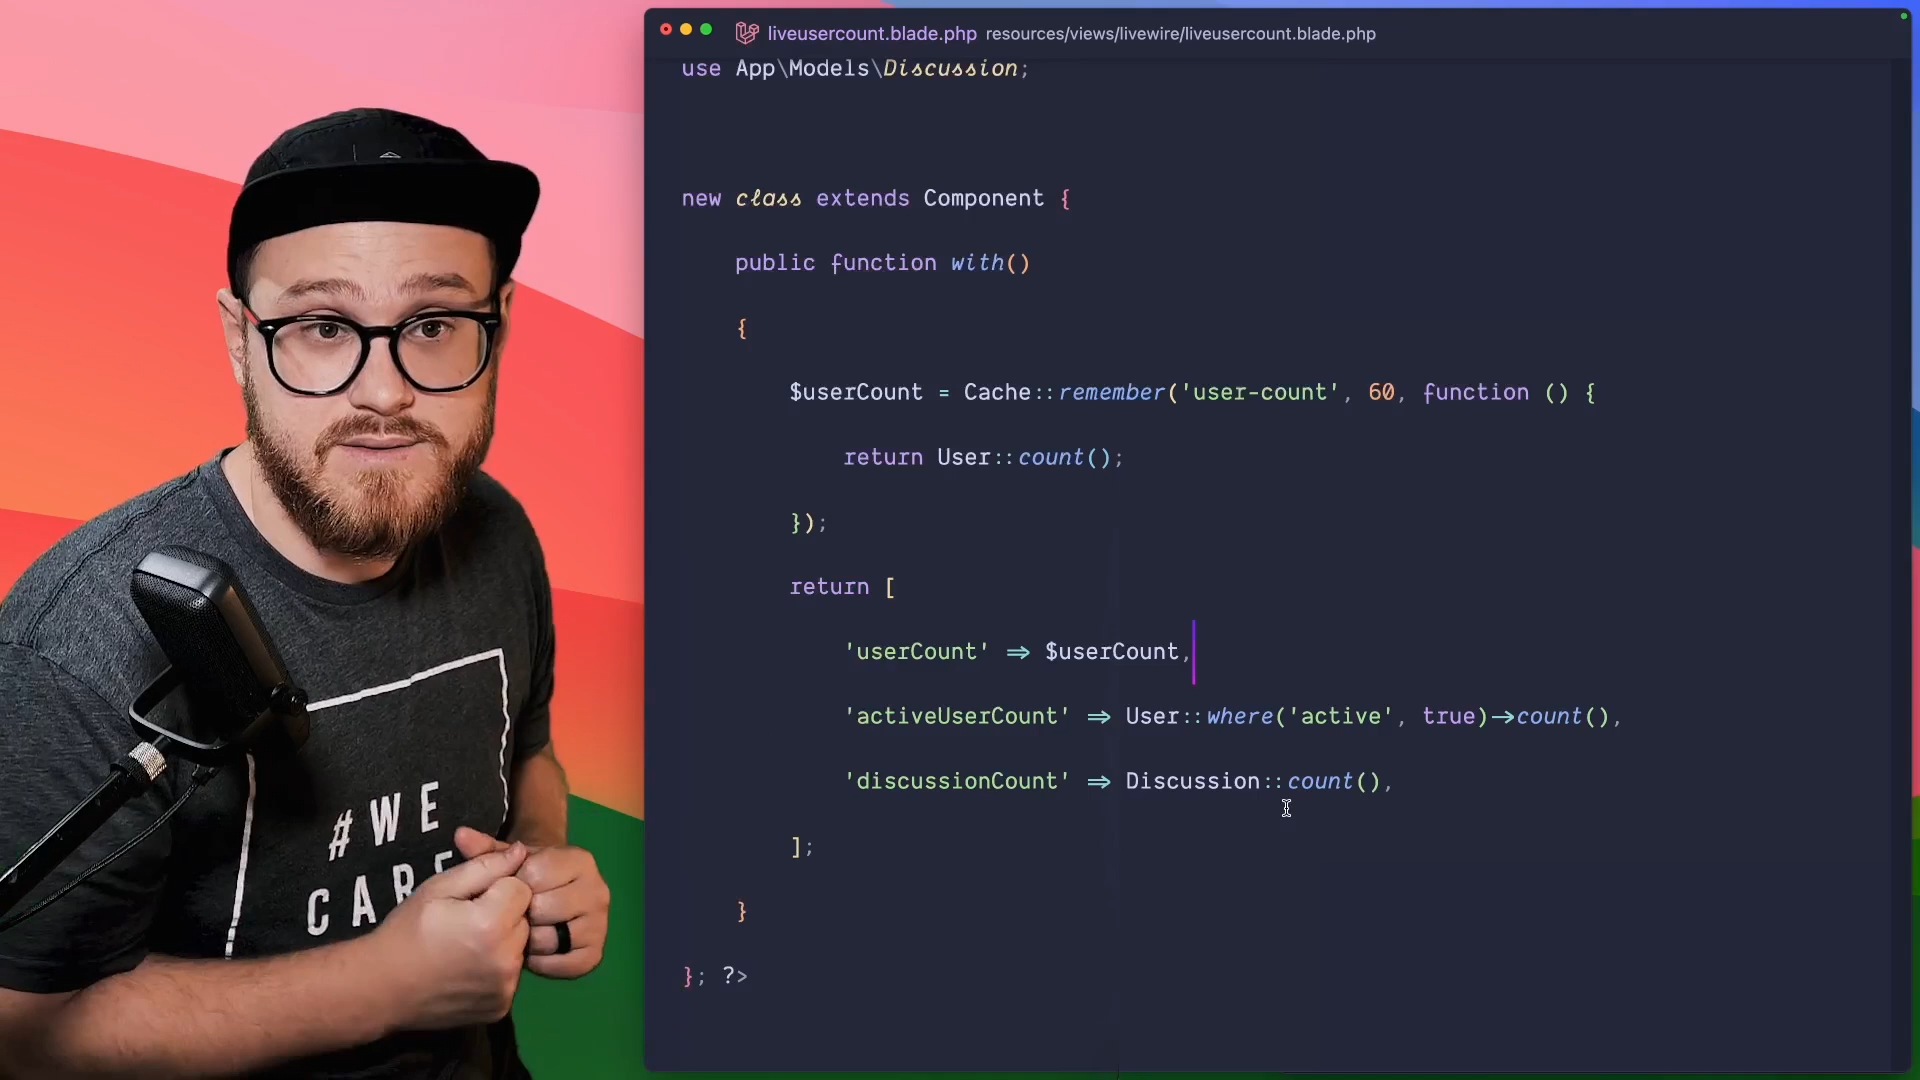 liveusercount.blade.php resources/views/livewire/liveusercount.blade.php
use App\Models\Discussion;
new class extends Component {
public function with()
{
$userCount = Cache::remember('user-count', 60, function () {
return User::count();
});
return [
'userCount' => $userCount,
'activeUserCount' => User::where('active', true)->count(),
'discussionCount' => Discussion::count(),
];
}
}; ?>
#WE
CARE